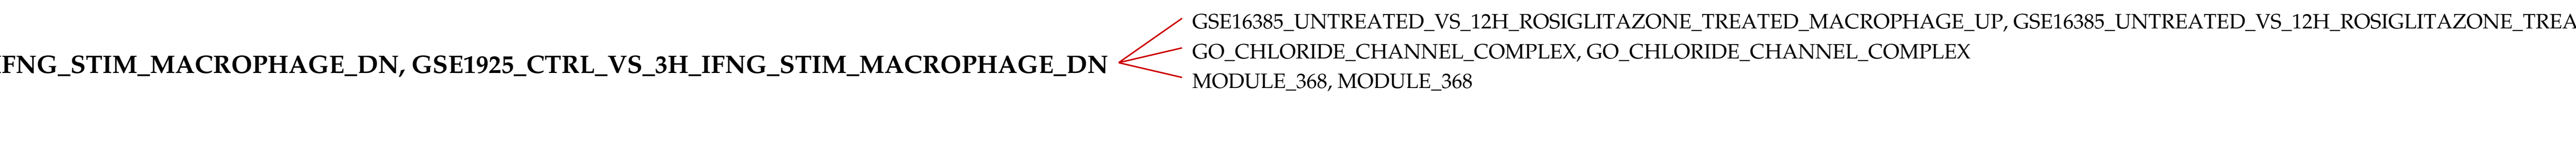 GSE16385_UNTREATED_VS_12H_ROSIGLITAZONE_TREATED_MACROPHAGE_UP, GSE16385_UNTREATED_VS_12H_ROSIGLITAZONE_TREA
IFNG_STIM_MACROPHAGE_DN, GSE1925_CTRL_VS_3H_IFNG_STIM_MACROPHAGE_DN
GO_CHLORIDE_CHANNEL_COMPLEX, GO_CHLORIDE_CHANNEL_COMPLEX
MODULE_368, MODULE_368